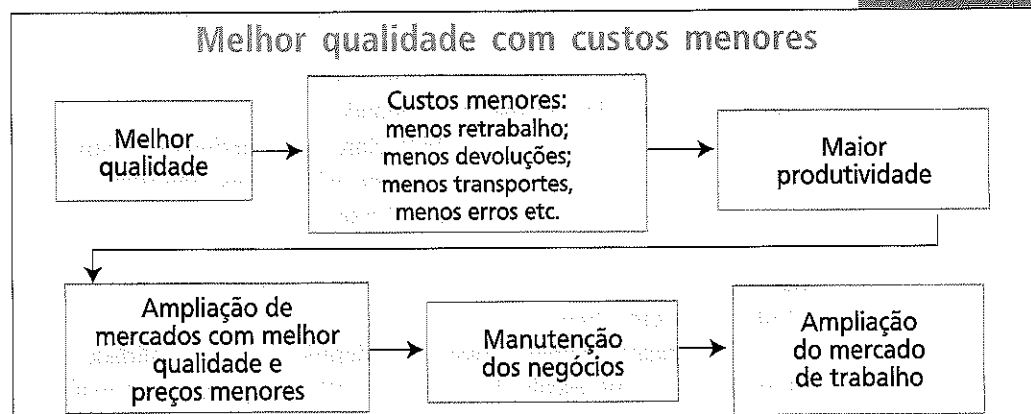 Melhor qualidade com custos menores
Melhor
qualidade
Custos menores:
menos retrabalho;
menos devoluções;
menos transportes,
menos erros etc.
Maior
produtividade
Ampliação de
mercados com melhor
qualidade e
preços menores
Manutenção
dos negócios
Ampliação
do mercado
de trabalho